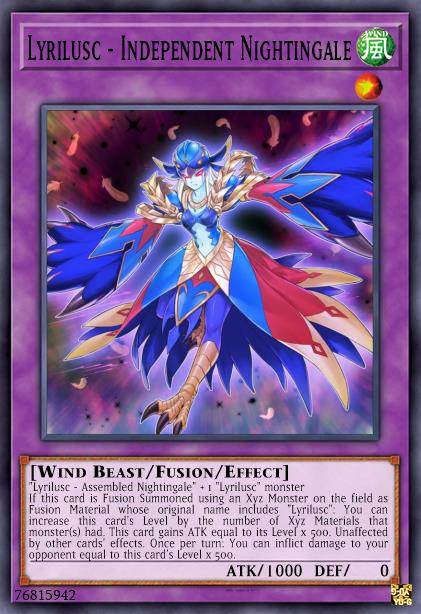 LYRILUSC - INDEPENDENT NIGHTINGALE
WIND
風
[WIND BEAST/FUSION/EFFECT]
"Lyrilusc - Assembled Nightingale" + 1 "Lyrilusc" monster
If this card is Fusion Summoned using an Xyz Monster on the field as
Fusion Material whose original name includes "Lyrilusc": You can
increase this card's Level by the number of Xyz Materials that
monster(s) had. This card gains ATK equal to its Level x 500. Unaffected
by other cards' effects. Once per turn: You can inflict damage to your
opponent equal to this card's Level x 500.
ATK/1000 DEF/ 0
76815942